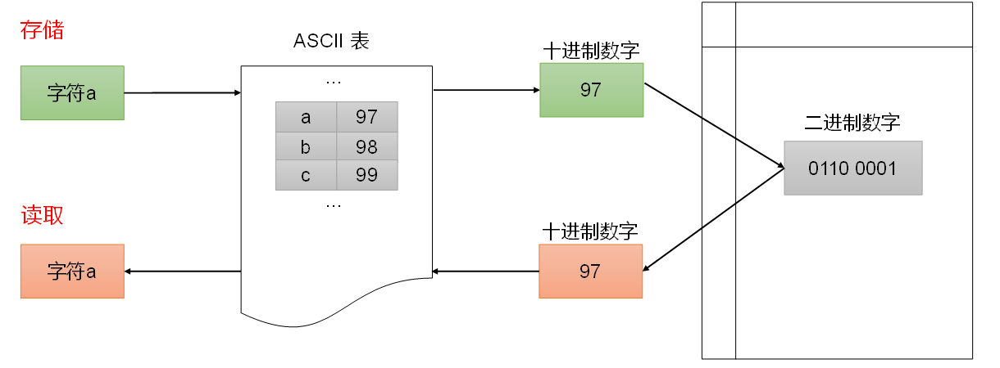 存储
ASCII 表
十进制数字
字符a
...
97
a 97
b 98
c 99
...
二进制数字
0110 0001
读取
十进制数字
字符a
97